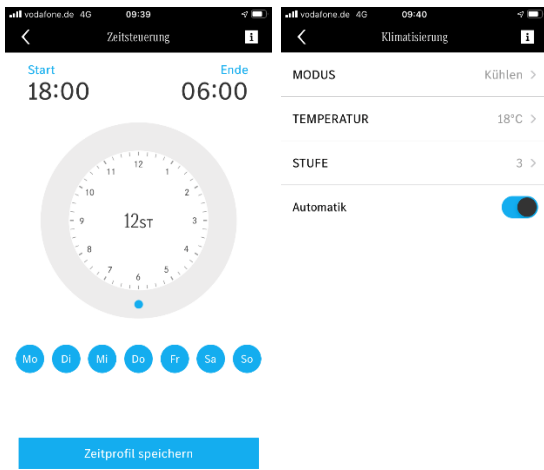 vodafone.de 4G 09:39
Zeitsteuerung i
Start Ende
18:00 06:00
12
11 1
10 2
9 12ST 3
8 4
7 5
6
Mo Di Mi Do Fr Sa So
Zeitprofil speichern
vodafone.de 4G 09:40
Klimatisierung i
MODUS Kühlen
TEMPERATUR 18°C
STUFE 3
Automatik